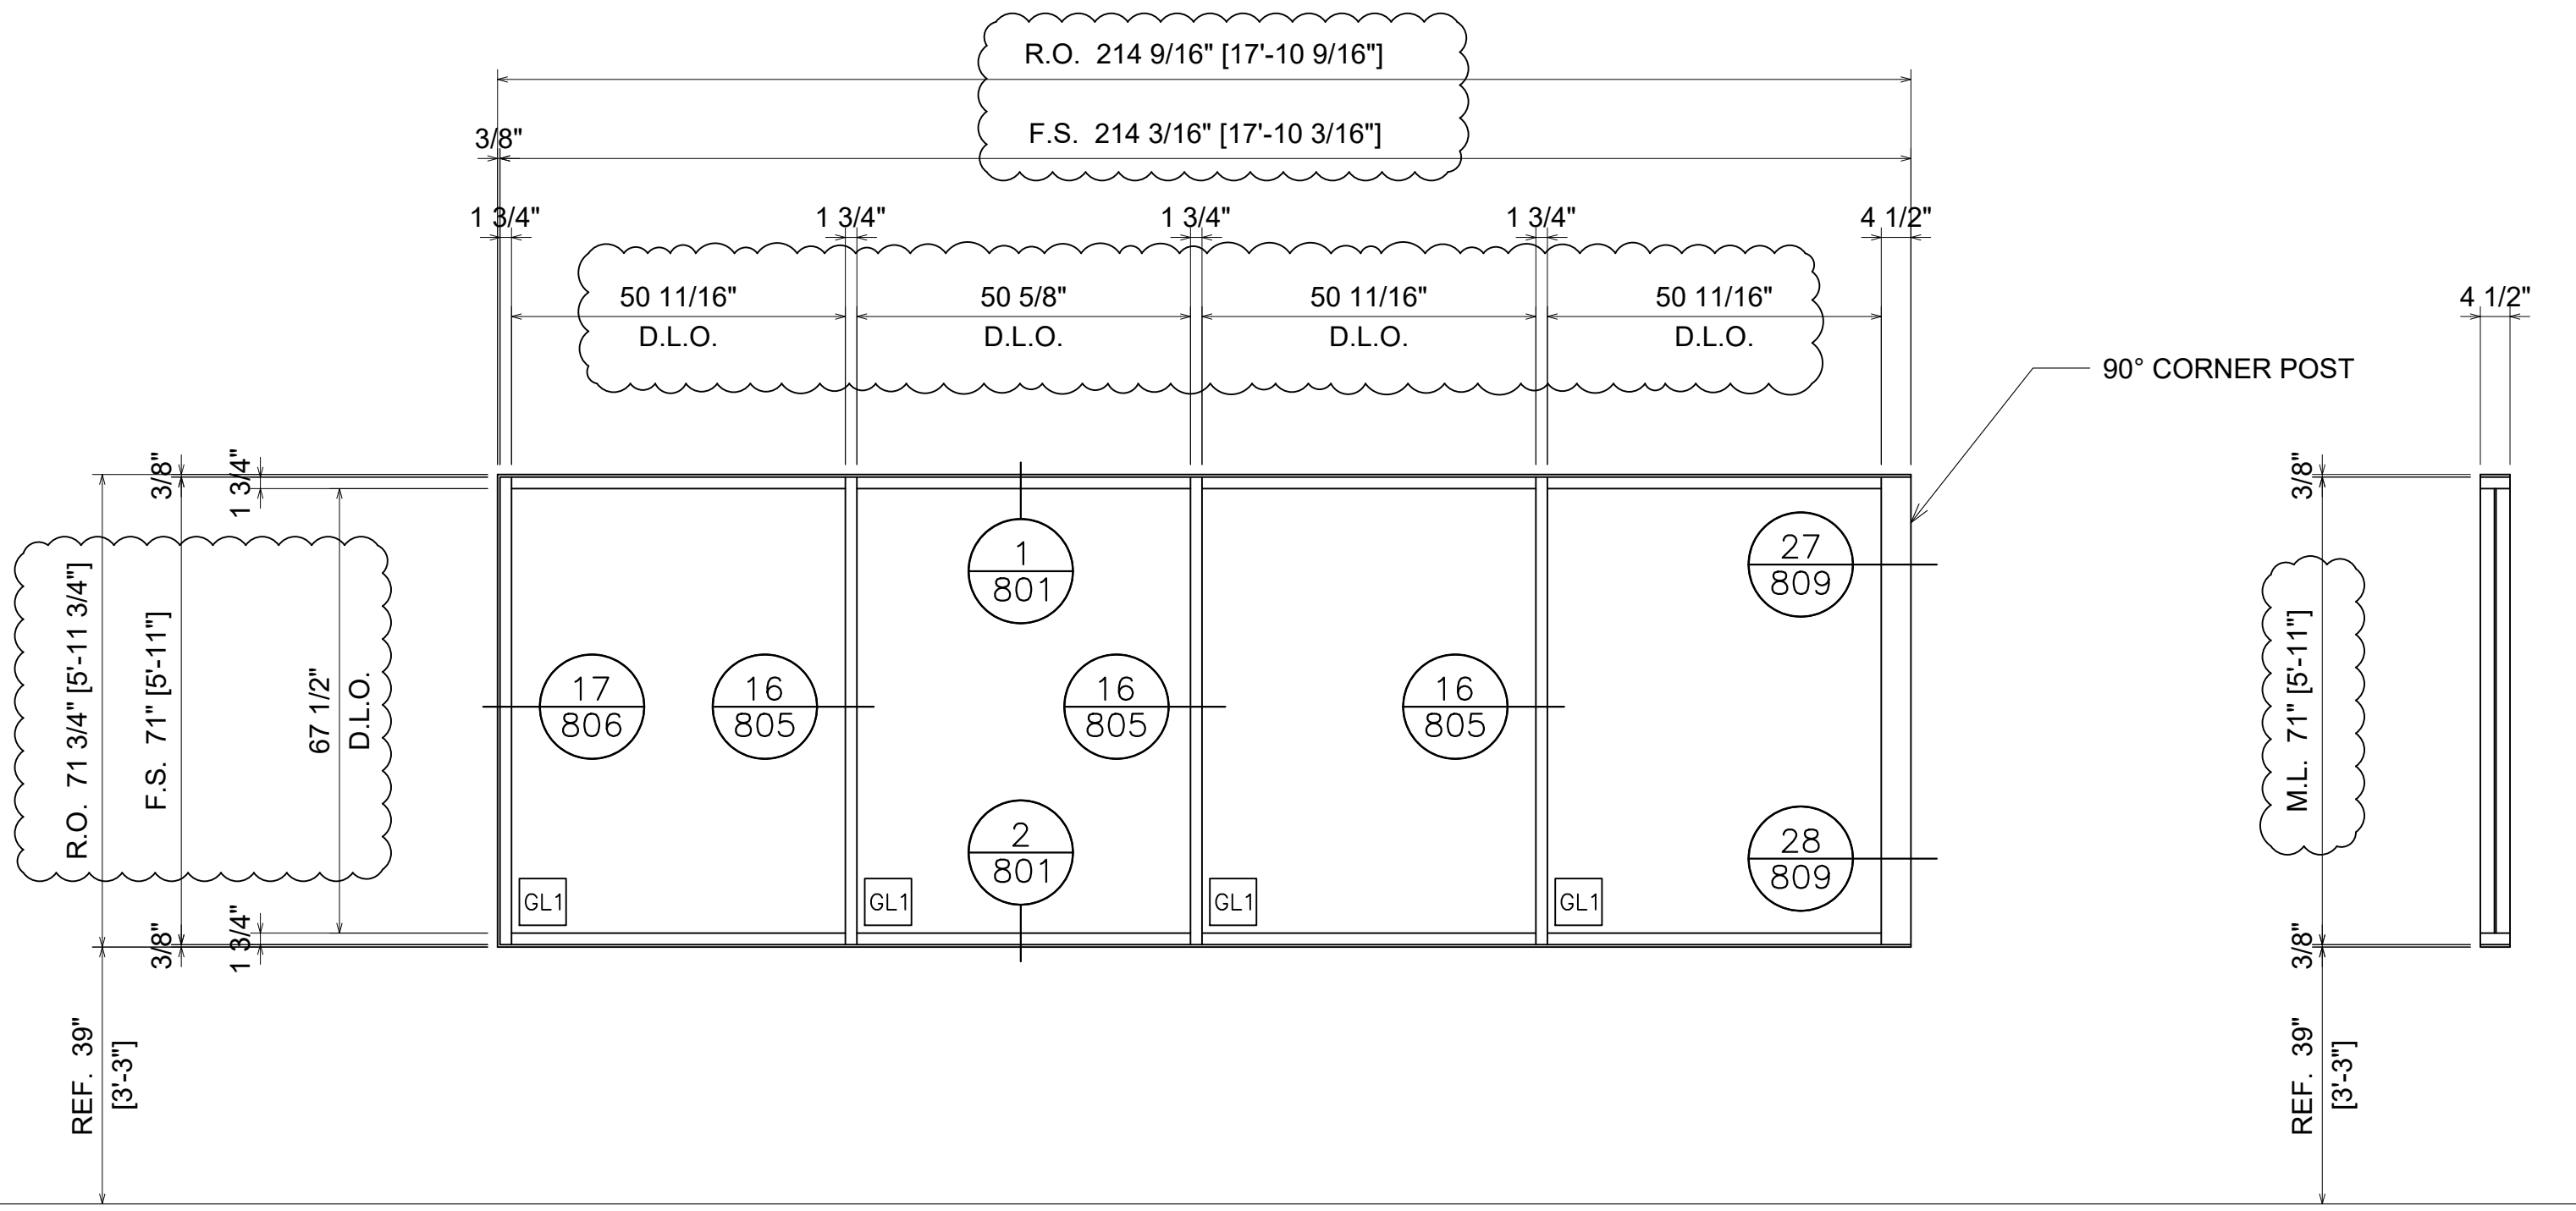 R.O. 214 9/16" [17'-10 9/16"]
F.S. 214 3/16" [17'-10 3/16"]
3/8"
1 3/4"
1 3/4"
1 3/4"
1 3/4"
4 1/2"
50 11/16"
D.L.O.
50 5/8"
D.L.O.
50 11/16"
D.L.O.
50 11/16"
D.L.O.
4 1/2"
90° CORNER POST
3/8"
1 3/4"
3/8"
R.O. 71 3/4" [5'-11 3/4"]
F.S. 71" [5'-11"]
67 1/2"
D.L.O.
1
801
27
809
17
806
16
805
16
805
16
805
2
801
28
809
GL1
GL1
GL1
GL1
M.L. 71" [5'-11"]
3/8"
1 3/4"
3/8"
REF. 39"
[3'-3"]
REF. 39"
[3'-3"]